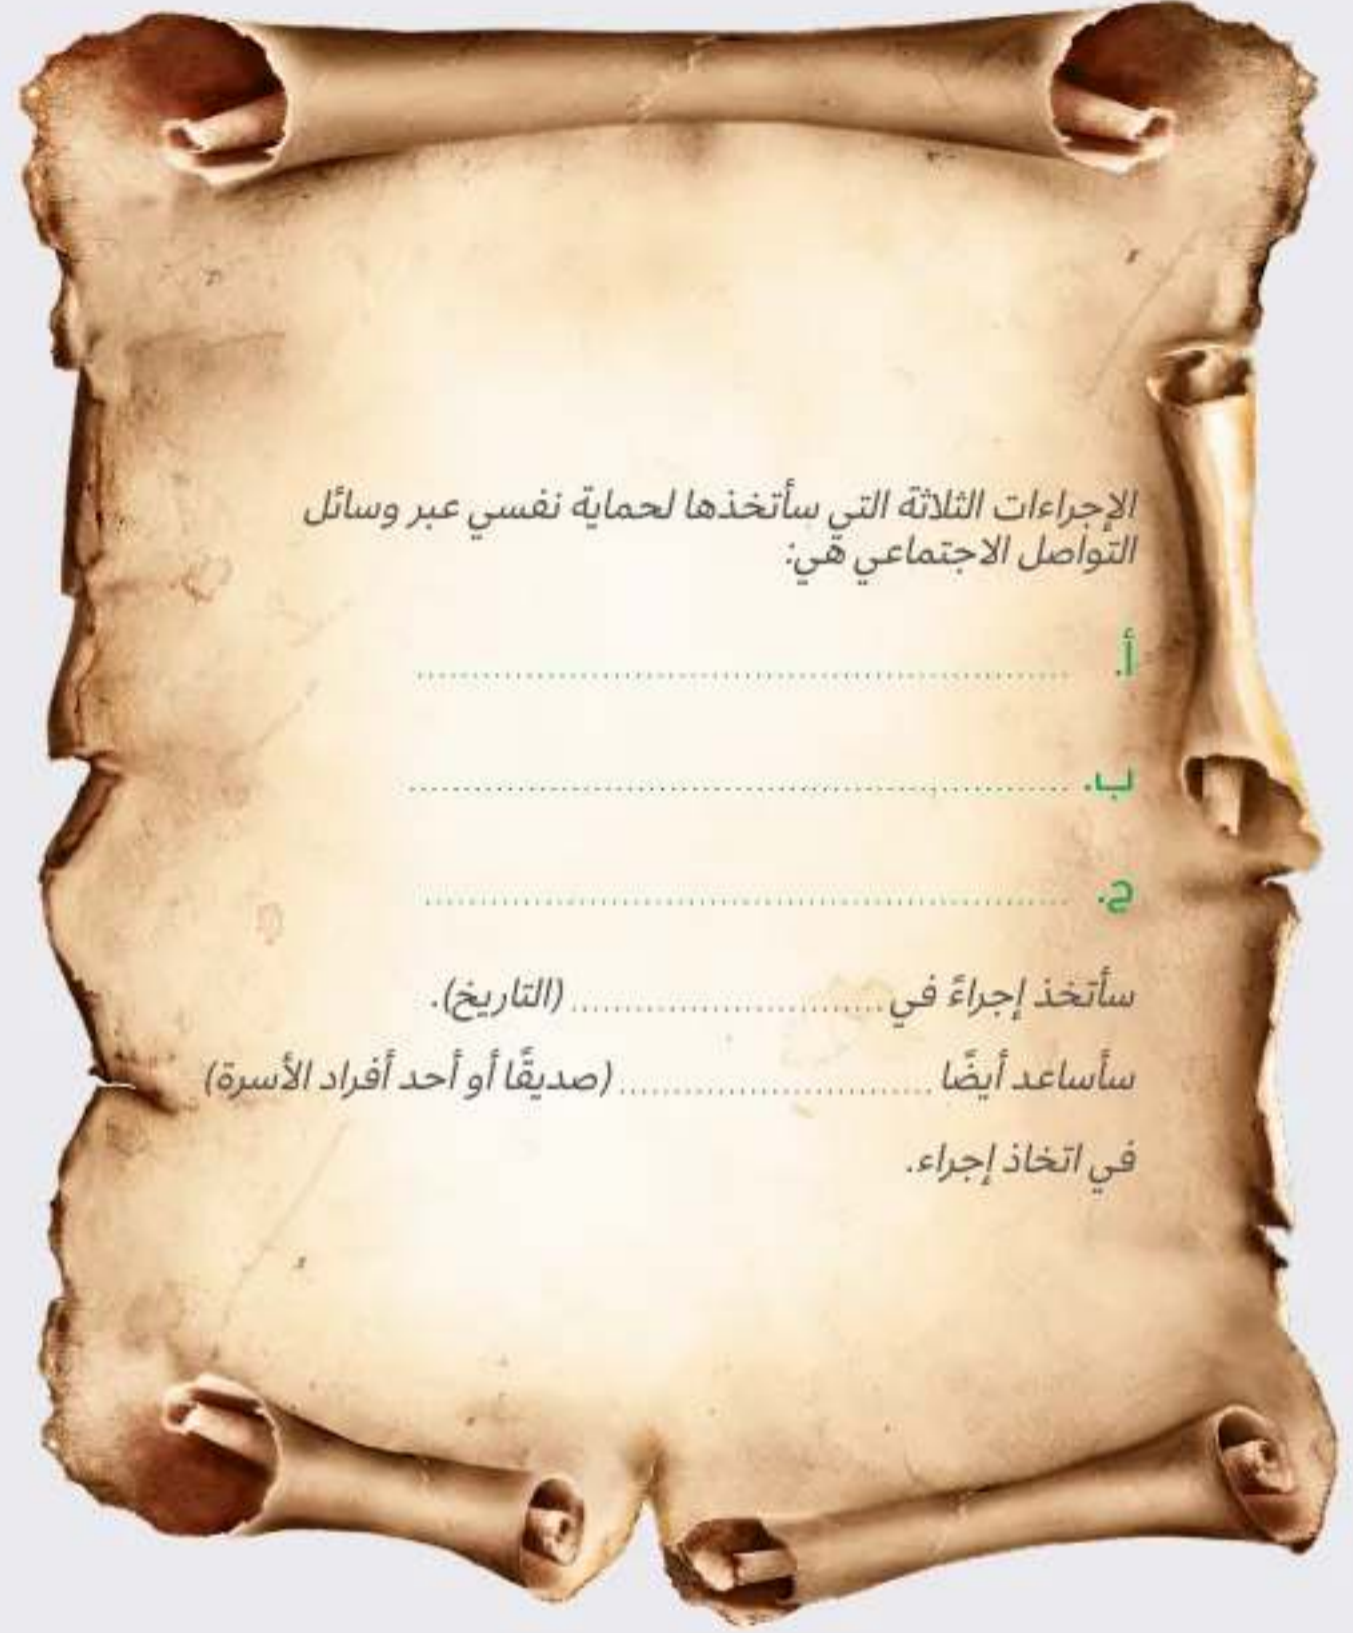 الإجراءات الثلاثة التي سأتخذها لحماية نفسي عبر وسائل
التواصل الاجتماعي هي:
أ. ........................................
ب. ........................................
ج. ........................................
سأتخذ إجراءً في ........................ (التاريخ).
سأساعد أيضًا ........................ (صديقًا أو أحد أفراد الأسرة)
في اتخاذ إجراء.